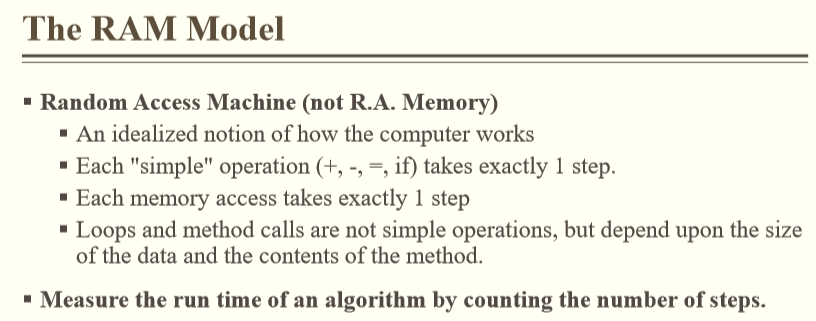 The RAM Model
▪ Random Access Machine (not R.A. Memory)
▪ An idealized notion of how the computer works
▪ Each "simple" operation (+, -, =, if) takes exactly 1 step.
▪ Each memory access takes exactly 1 step
▪ Loops and method calls are not simple operations, but depend upon the size
of the data and the contents of the method.
▪ Measure the run time of an algorithm by counting the number of steps.